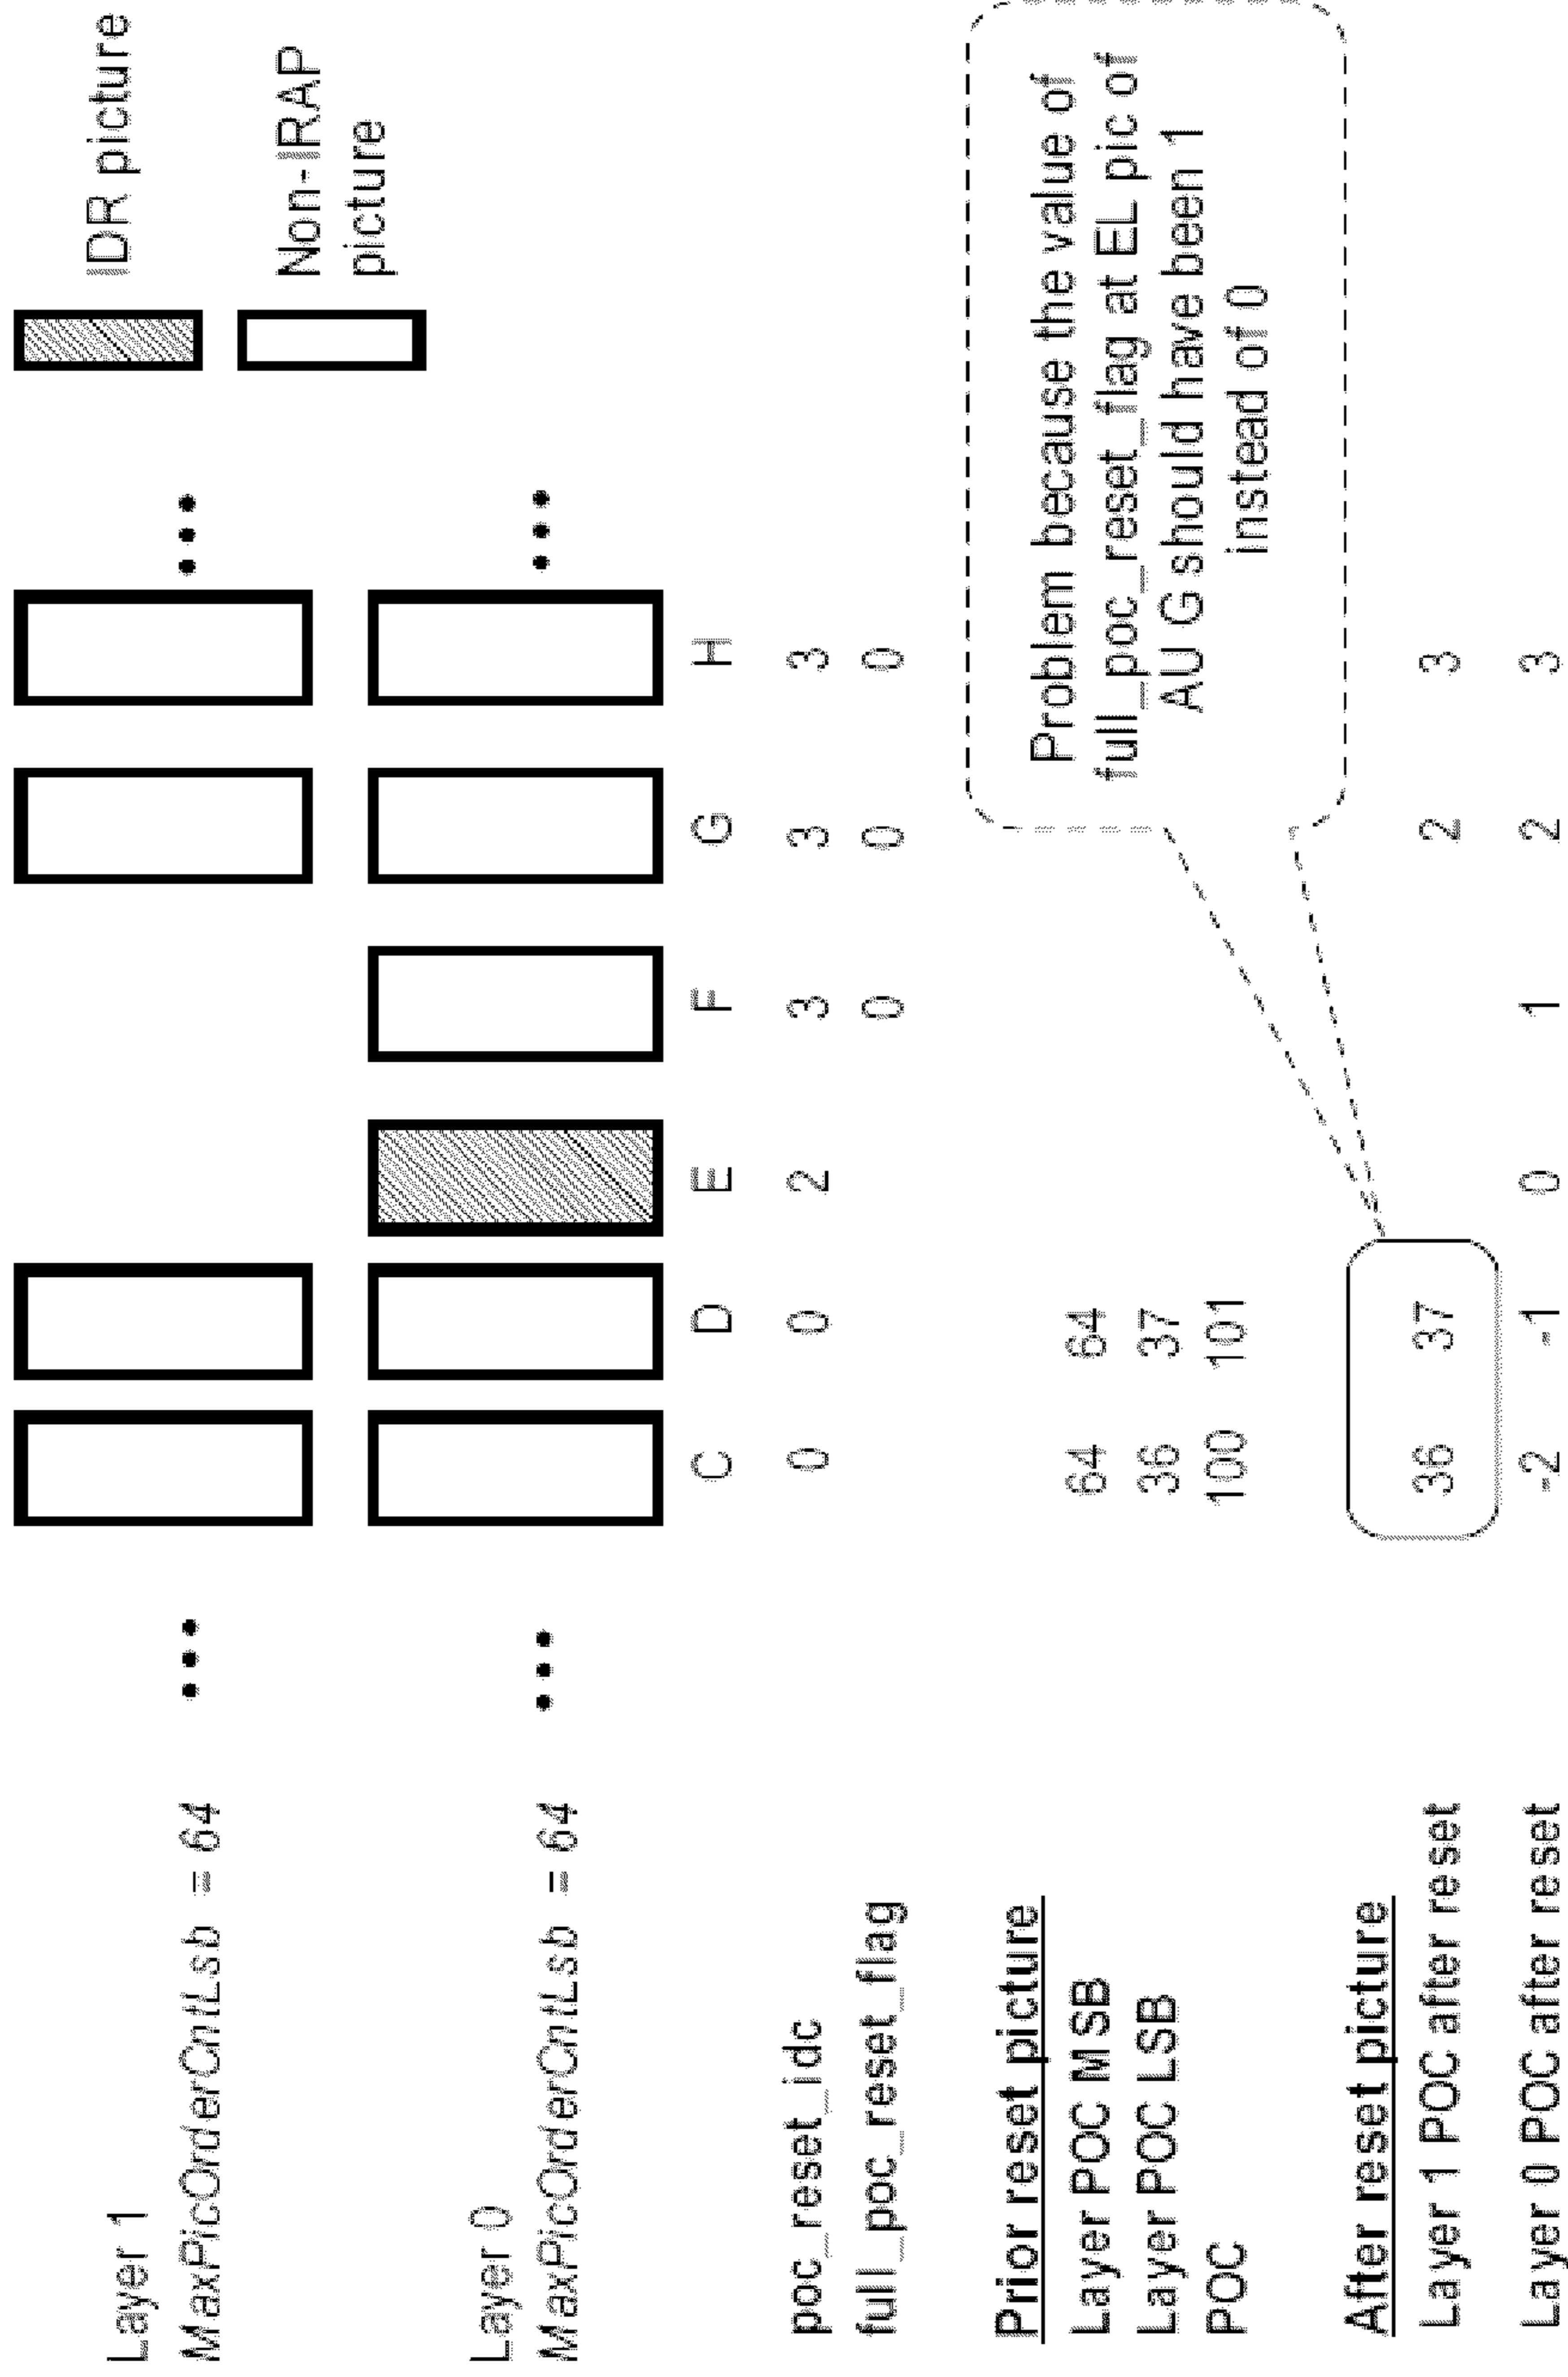 IDR picture
Non-IRAP
picture
Layer 1
MaxPicOrderCntLsb = 64 ••• •••
Layer 0
MaxPicOrderCntLsb = 64 ••• •••
C D E F G H
poc_reset_idc 0 0 2 3 3 3
full_poc_reset_flag 0 0 0
Prior reset picture
Layer POC MSB 64 64
Layer POC LSB 36 37
POC 100 101
Problem because the value of
full_poc_reset_flag at EL pic of
AU G should have been 1
instead of 0
After reset picture
Layer 1 POC after reset 36 37 2 3
Layer 0 POC after reset -2 -1 0 1 2 3